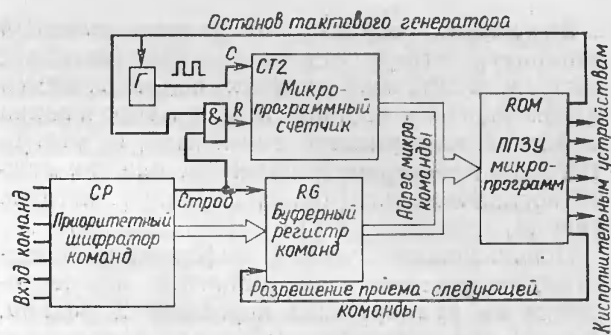 Останов тактового генератора
Г
C
CT2
Микро-
программный
счетчик
&
R
ROM
ППЗУ
микро-
программ
Исполнительным устройствам
Адрес микро-
команды
CP
Приоритетный
шифратор
команд
Вход команд
Строб
RG
Буферный
регистр
команд
Разрешение приема следующей
команды